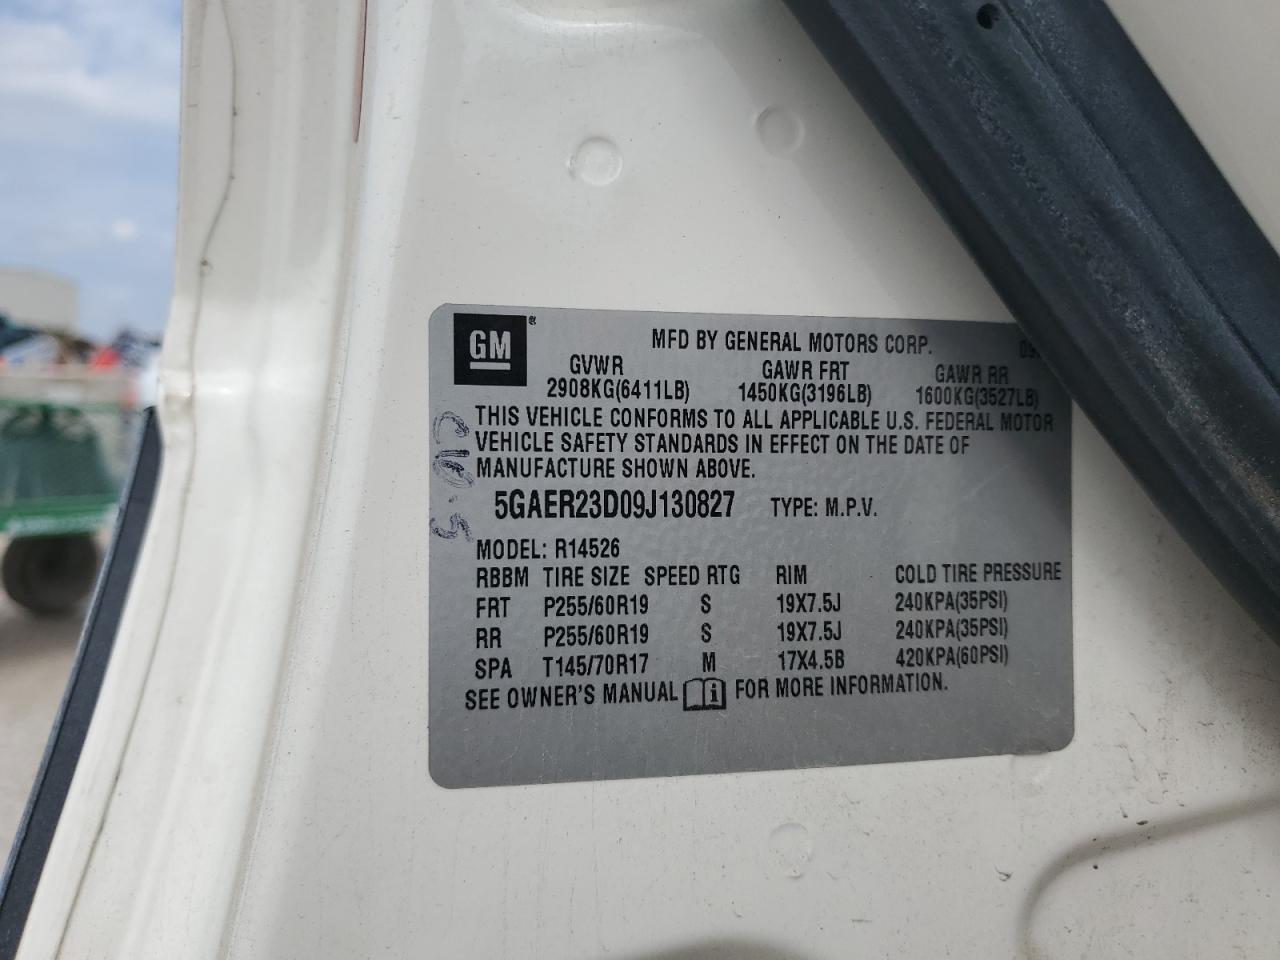 GM ® MFD BY GENERAL MOTORS CORP.
GVWR GAWR FRT GAWR RR
2908KG(6411LB) 1450KG(3196LB) 1600KG(3527LB)
THIS VEHICLE CONFORMS TO ALL APPLICABLE U.S. FEDERAL MOTOR
VEHICLE SAFETY STANDARDS IN EFFECT ON THE DATE OF
MANUFACTURE SHOWN ABOVE.
5GAER23D09J130827 TYPE: M.P.V.
MODEL: R14526
RBBM TIRE SIZE SPEED RTG RIM COLD TIRE PRESSURE
FRT P255/60R19 S 19X7.5J 240KPA(35PSI)
RR P255/60R19 S 19X7.5J 240KPA(35PSI)
SPA T145/70R17 M 17X4.5B 420KPA(60PSI)
SEE OWNER'S MANUAL FOR MORE INFORMATION.